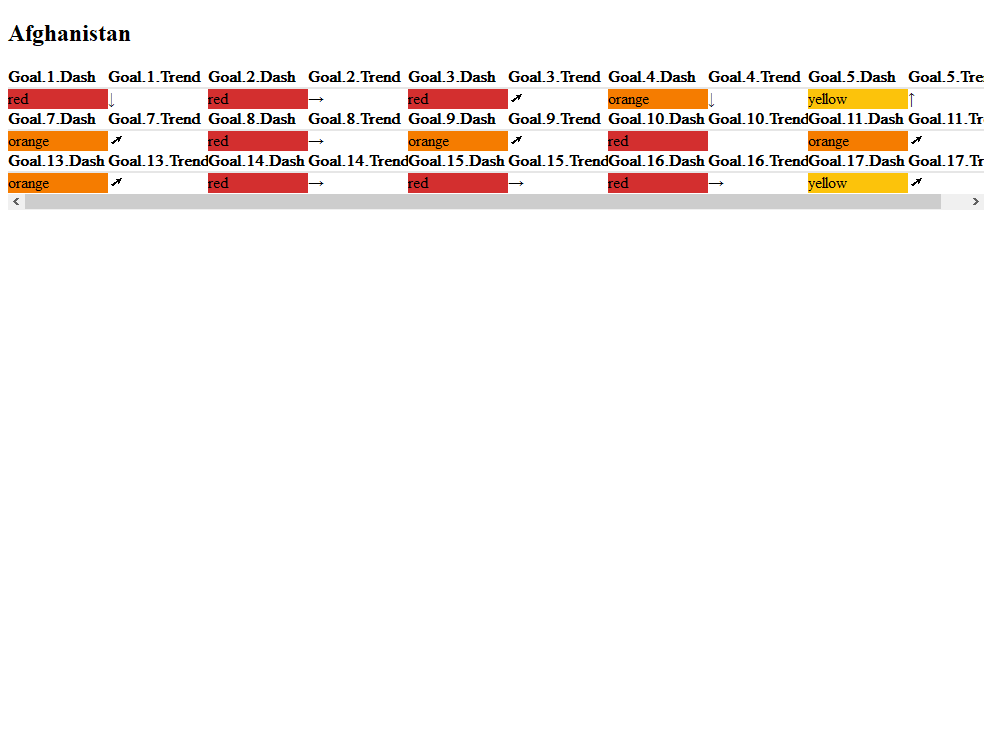 Afghanistan
Goal.1.Dash Goal.1.Trend Goal.2.Dash Goal.2.Trend Goal.3.Dash Goal.3.Trend Goal.4.Dash Goal.4.Trend Goal.5.Dash Goal.5.Tre
red ↓ red → red ➚ orange ↓ yellow ↑
Goal.7.Dash Goal.7.Trend Goal.8.Dash Goal.8.Trend Goal.9.Dash Goal.9.Trend Goal.10.Dash Goal.10.Trend Goal.11.Dash Goal.11.Tr
orange ➚ red → orange ➚ red orange ➚
Goal.13.Dash Goal.13.Trend Goal.14.Dash Goal.14.Trend Goal.15.Dash Goal.15.Trend Goal.16.Dash Goal.16.Trend Goal.17.Dash Goal.17.Tr
orange ➚ red → red → red → yellow ➚